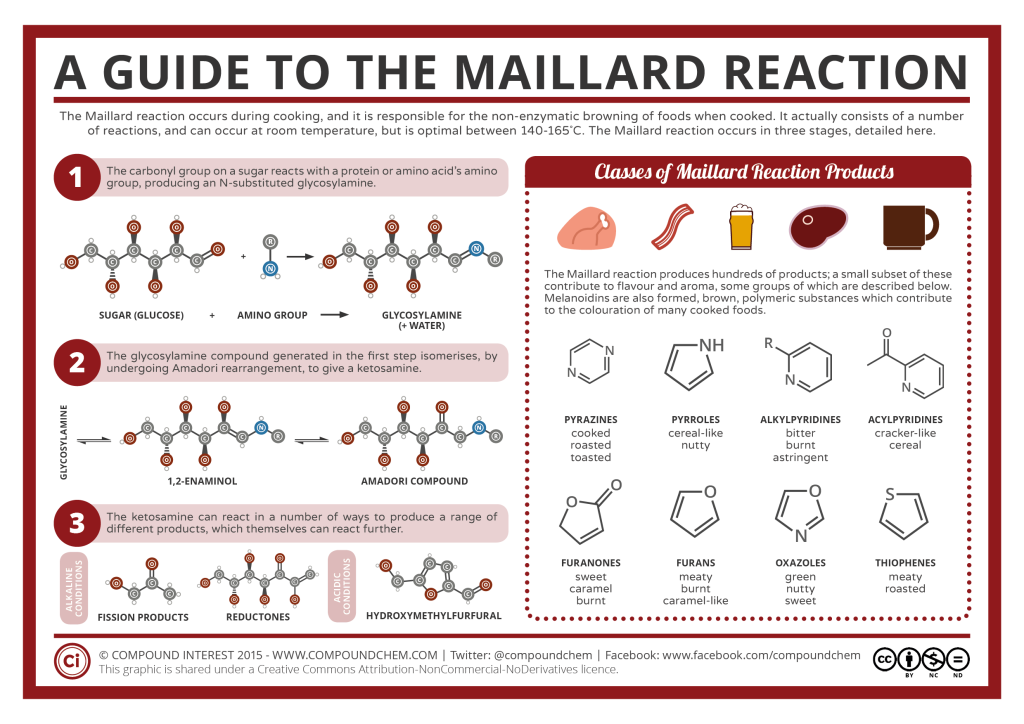 A GUIDE TO THE MAILLARD REACTION
The Maillard reaction occurs during cooking, and it is responsible for the non-enzymatic browning of foods when cooked. It actually consists of a number
of reactions, and can occur at room temperature, but is optimal between 140-165°C. The Maillard reaction occurs in three stages, detailed here.
1
The carbonyl group on a sugar reacts with a protein or amino acid's amino
group, producing an N-substituted glycosylamine.
O C C C C C C O O O O O
+
R
N
O C C C C C C N R O O O O
SUGAR (GLUCOSE) + AMINO GROUP
GLYCOSYLAMINE
(+ WATER)
2
The glycosylamine compound generated in the first step isomerises, by
undergoing Amadori rearrangement, to give a ketosamine.
GLYCOSYLAMINE
O C C C C C C N R O O O O
1,2-ENAMINOL
O C C C C C C N R O O O O
AMADORI COMPOUND
3
The ketosamine can react in a number of ways to produce a range of
different products, which themselves can react further.
ALKALINE
CONDITIONS
O C C C O
FISSION PRODUCTS
C C C C C C O O O O O
REDUCTONES
ACIDIC
CONDITIONS
O C C C C O C C O
HYDROXYMETHYLFURFURAL
Classes of Maillard Reaction Products
The Maillard reaction produces hundreds of products; a small subset of these
contribute to flavour and aroma, some groups of which are described below.
Melanoidins are also formed, brown, polymeric substances which contribute
to the colouration of many cooked foods.
N
N
NH
R
N
O
N
PYRAZINES
cooked
roasted
toasted
PYRROLES
cereal-like
nutty
ALKYLPYRIDINES
bitter
burnt
astringent
ACYLPYRIDINES
cracker-like
cereal
O
O
O
O
N
S
FURANONES
sweet
caramel
burnt
FURANS
meaty
burnt
caramel-like
OXAZOLES
green
nutty
sweet
THIOPHENES
meaty
roasted
Ci
© COMPOUND INTEREST 2015 - WWW.COMPOUNDCHEM.COM | Twitter: @compoundchem | Facebook: www.facebook.com/compoundchem
This graphic is shared under a Creative Commons Attribution-NonCommercial-NoDerivatives licence.
cc
BY NC ND